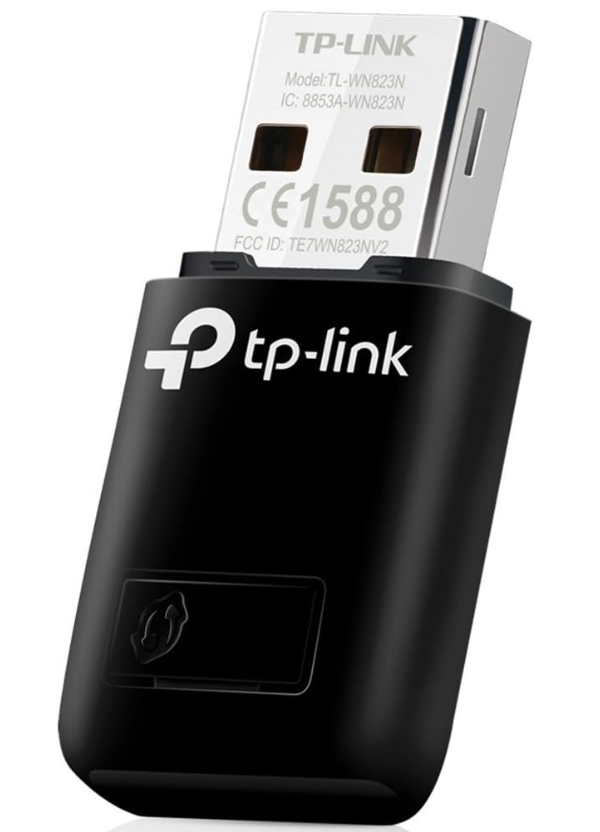 TP-LINK
Model:TL-WN823N
IC: 8853A-WN823N
CE1588
FCC ID: TE7WN823NV2
tp-link